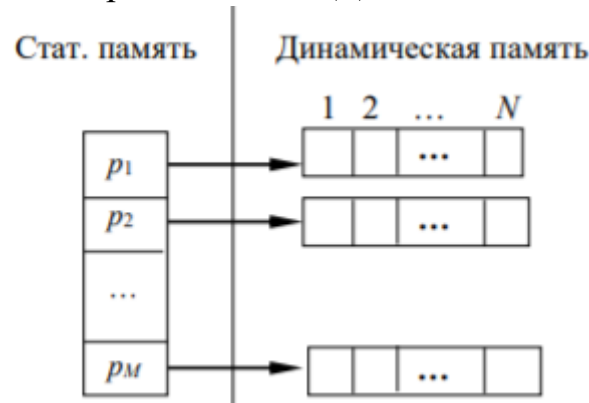 Стат. память Динамическая память
1 2 ... N
p1 ...
p2 ...
...
pM ...